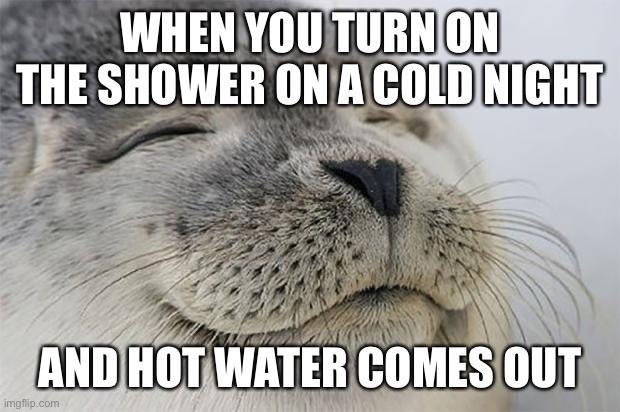 WHEN YOU TURN ON
THE SHOWER ON A COLD NIGHT
AND HOT WATER COMES OUT
imgflip.com